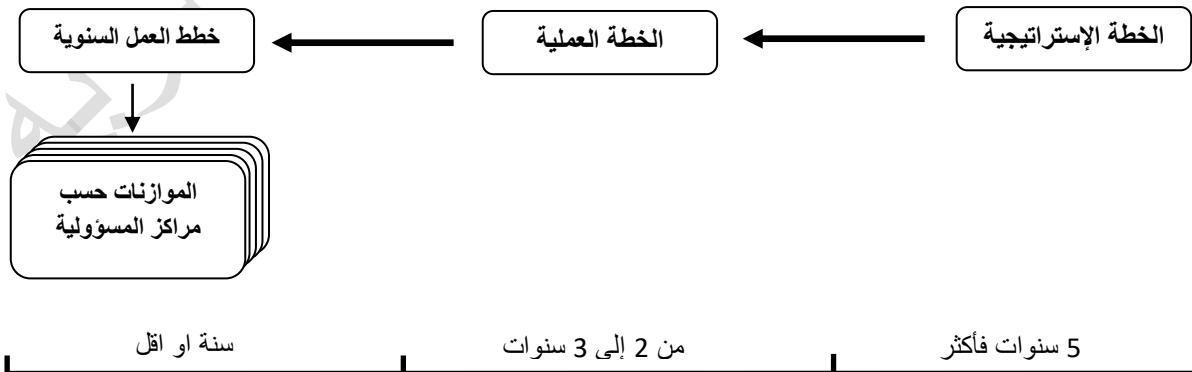 الخطة الإستراتيجية
الخطة العملية
خطط العمل السنوية
الموازنات حسب
مراكز المسؤولية
5 سنوات فأكثر
من 2 إلى 3 سنوات
سنة او اقل